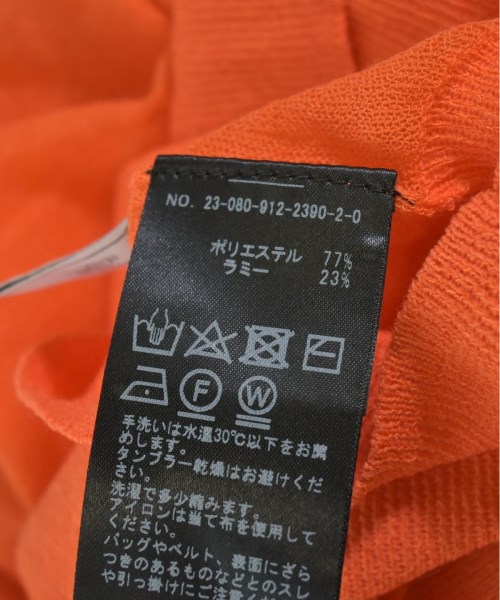 NO. 23-080-912-2390-2-0
ポリエステル 77%
ラミー 23%
F W
手洗いは水温30℃以下をお薦
めします。
タンブラー乾燥はお避けくだ
さい。
洗濯で多少縮みます。
アイロンは当て布を使用して
ください。
バッグやベルト、表面にざら
つきのあるものなどとのスレ
や引っ掛けにご注意